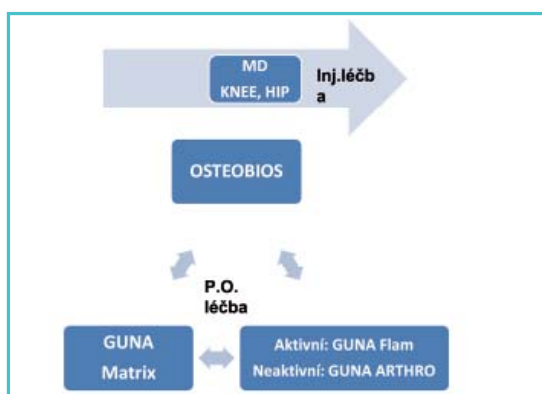 MD
KNEE, HIP
Inj.léčb
a
OSTEOBIOS
P.O.
léčba
GUNA
Matrix
Aktivní: GUNA Flam
Neaktivní: GUNA ARTHRO